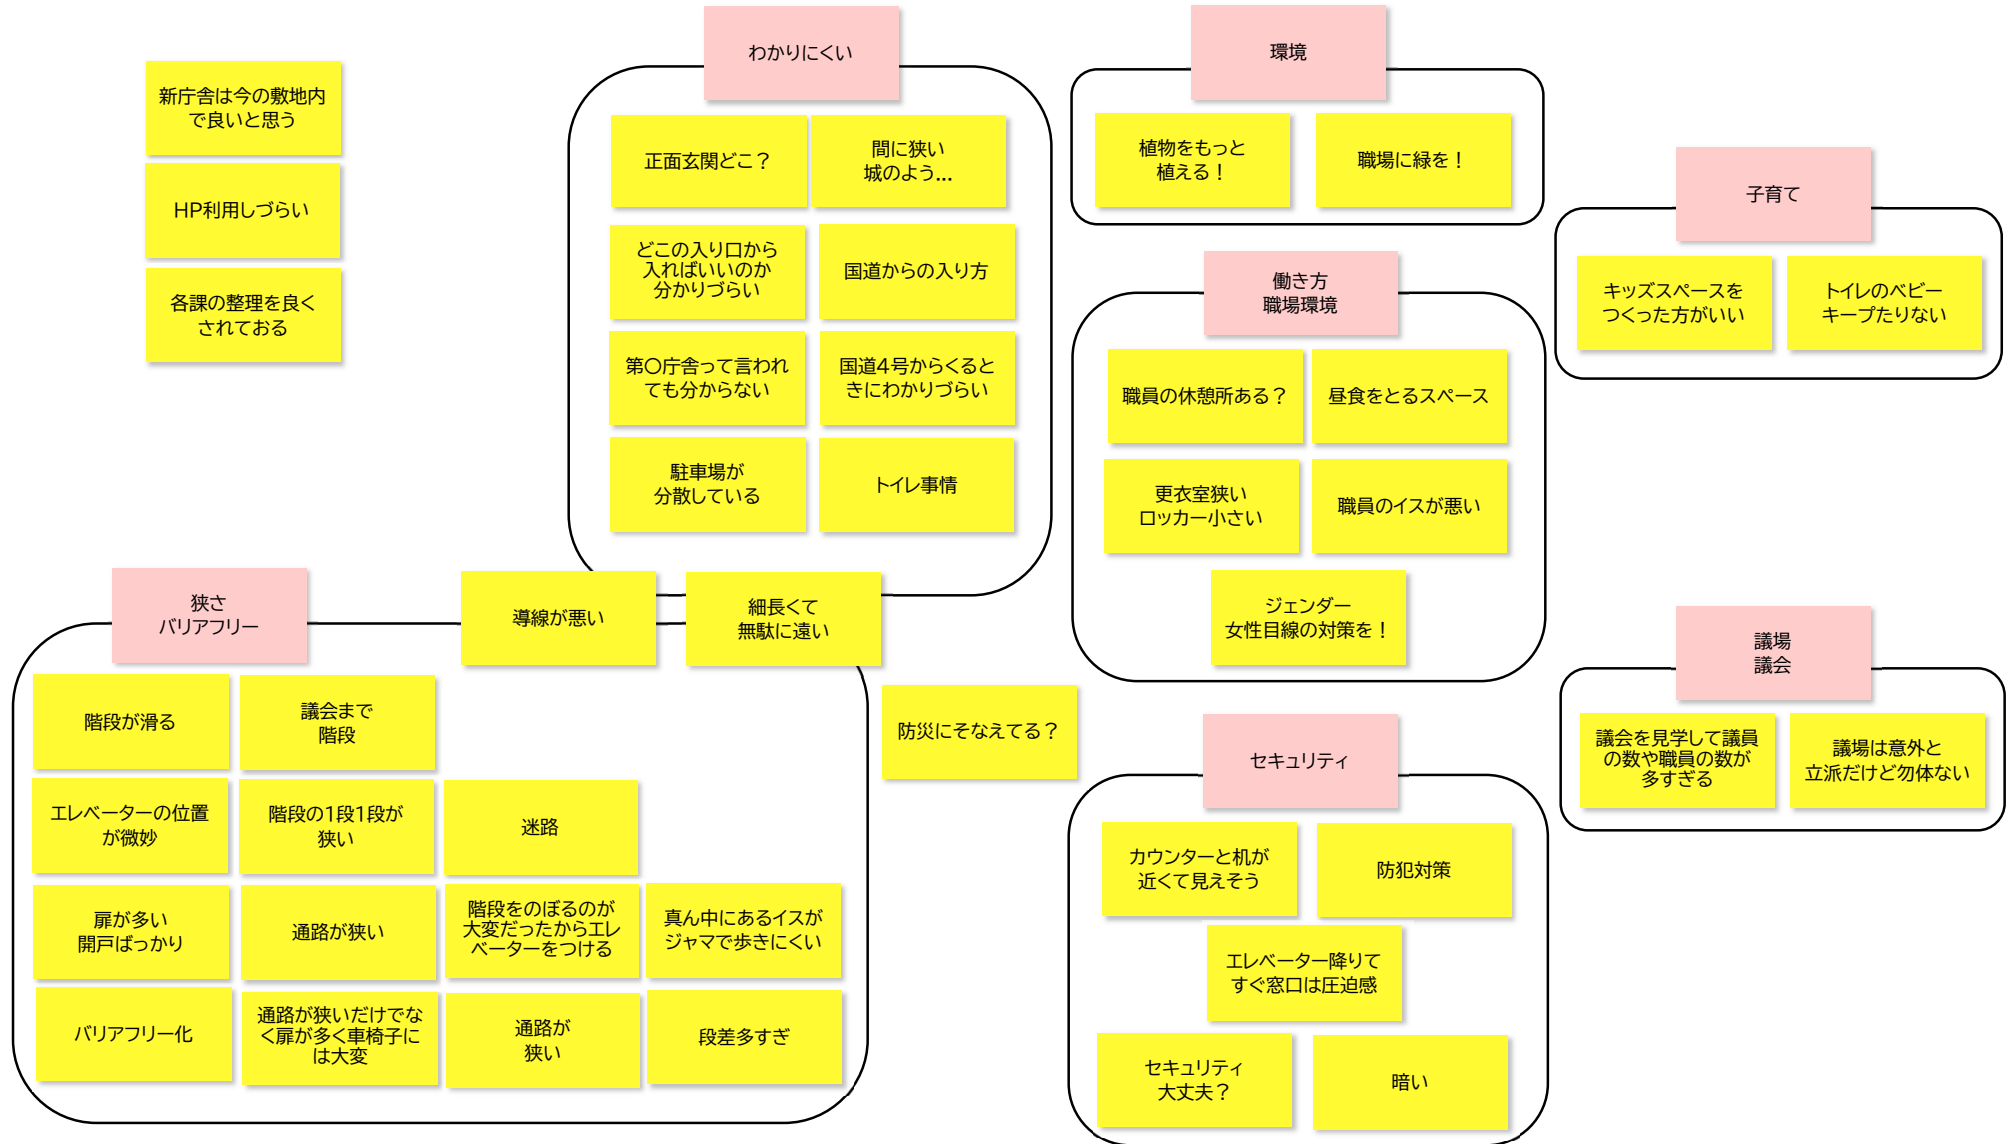 新庁舎は今の敷地内
で良いと思う
HP利用しづらい
各課の整理を良く
されておる
わかりにくい
正面玄関どこ？
間に狭い
城のよう…
どこの入り口から
入ればいいのか
分かりづらい
国道からの入り方
第〇庁舎って言われ
ても分からない
国道4号からくると
きにわかりづらい
駐車場が
分散している
トイレ事情
環境
植物をもっと
植える！
職場に緑を！
子育て
キッズスペースを
つくった方がいい
トイレのベビー
キープたりない
働き方
職場環境
職員の休憩所ある？
昼食をとるスペース
更衣室狭い
ロッカー小さい
職員のイスが悪い
ジェンダー
女性目線の対策を！
狭さ
バリアフリー
導線が悪い
細長くて
無駄に遠い
階段が滑る
議会まで
階段
エレベーターの位置
が微妙
階段の1段1段が
狭い
迷路
扉が多い
開戸ばっかり
通路が狭い
階段をのぼるのが
大変だったからエレ
ベーターをつける
真ん中にあるイスが
ジャマで歩きにくい
バリアフリー化
通路が狭いだけでな
く扉が多く車椅子に
は大変
通路が
狭い
段差多すぎ
防災にそなえてる？
セキュリティ
カウンターと机が
近くて見えそう
防犯対策
エレベーター降りて
すぐ窓口は圧迫感
セキュリティ
大丈夫？
暗い
議場
議会
議会を見学して議員
の数や職員の数が
多すぎる
議場は意外と
立派だけど勿体ない